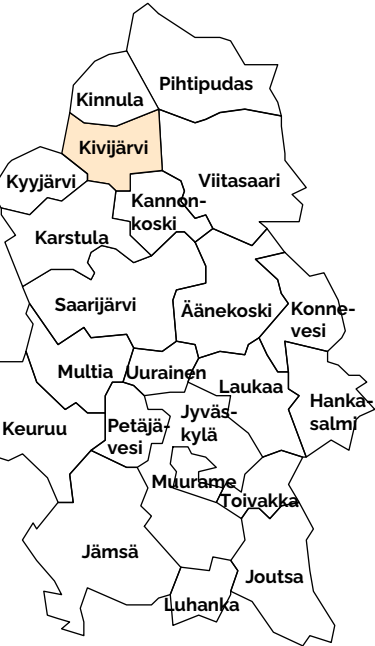 Pihtipudas
Kinnula
Kivijärvi
Kyyjärvi
Viitasaari
Kannon-
koski
Karstula
Saarijärvi
Äänekoski
Konne-
vesi
Multia
Uurainen
Laukaa
Hanka-
salmi
Keuruu
Petäjä-
vesi
Jyväs-
kylä
Muurame
Toivakka
Jämsä
Joutsa
Luhanka